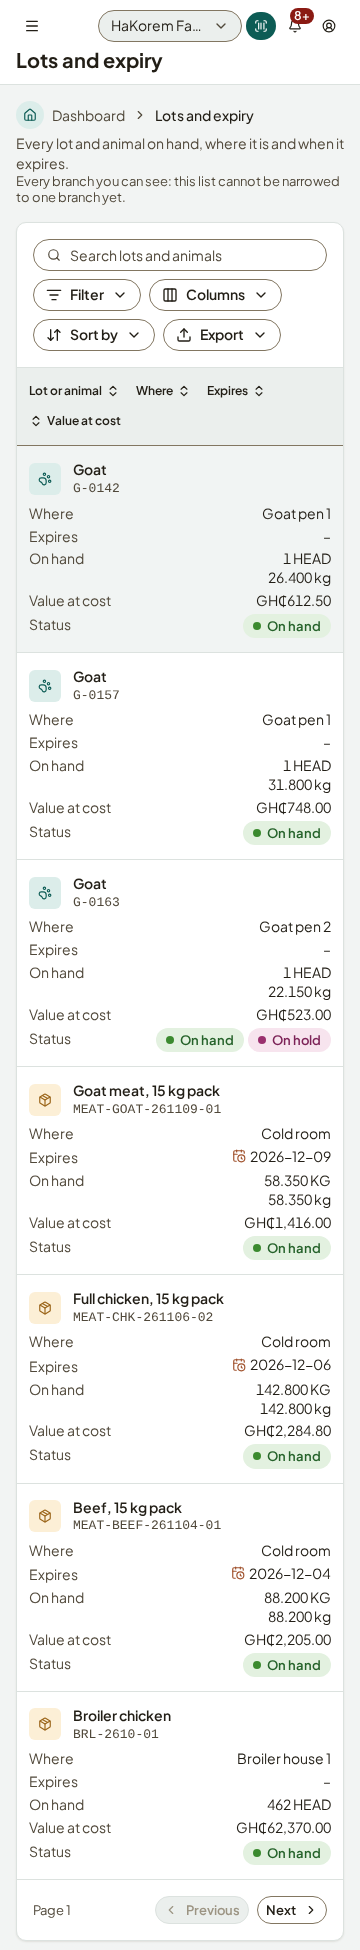 HaKorem Fa...
8+
Lots and expiry
Dashboard
Lots and expiry
Every lot and animal on hand, where it is and when it
expires.
Every branch you can see: this list cannot be narrowed
to one branch yet.
Search lots and animals
Filter
Columns
Sort by
Export
Lot or animal
Where
Expires
Value at cost
Goat
G-0142
Where
Goat pen 1
Expires
–
On hand
1 HEAD
26.400 kg
Value at cost
GH₵612.50
Status
On hand
Goat
G-0157
Where
Goat pen 1
Expires
–
On hand
1 HEAD
31.800 kg
Value at cost
GH₵748.00
Status
On hand
Goat
G-0163
Where
Goat pen 2
Expires
–
On hand
1 HEAD
22.150 kg
Value at cost
GH₵523.00
Status
On hand
On hold
Goat meat, 15 kg pack
MEAT-GOAT-261109-01
Where
Cold room
Expires
2026-12-09
On hand
58.350 KG
58.350 kg
Value at cost
GH₵1,416.00
Status
On hand
Full chicken, 15 kg pack
MEAT-CHK-261106-02
Where
Cold room
Expires
2026-12-06
On hand
142.800 KG
142.800 kg
Value at cost
GH₵2,284.80
Status
On hand
Beef, 15 kg pack
MEAT-BEEF-261104-01
Where
Cold room
Expires
2026-12-04
On hand
88.200 KG
88.200 kg
Value at cost
GH₵2,205.00
Status
On hand
Broiler chicken
BRL-2610-01
Where
Broiler house 1
Expires
–
On hand
462 HEAD
Value at cost
GH₵62,370.00
Status
On hand
Page 1
Previous
Next